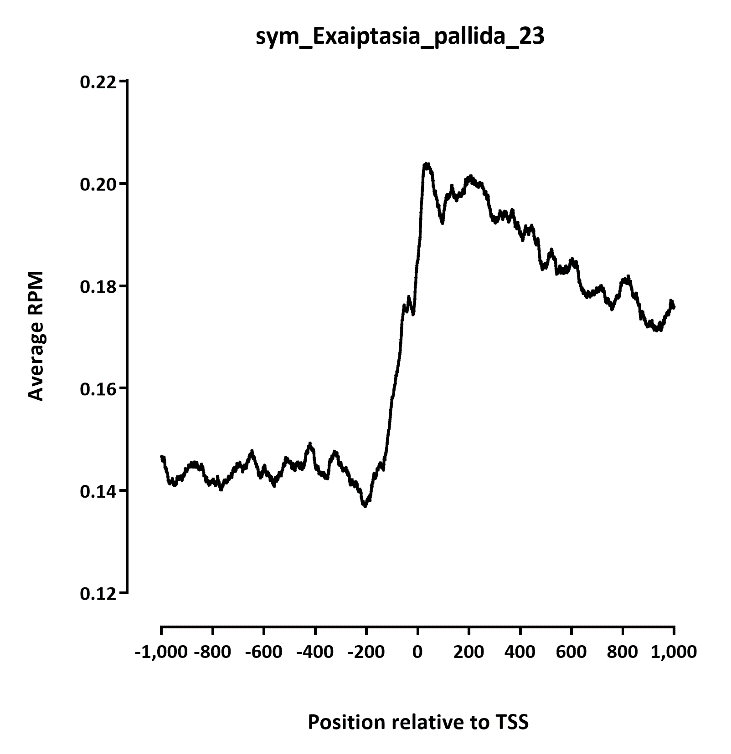 sym_Exaiptasia_pallida_23
0.22
0.20
0.18
0.16
0.14
0.12
Average RPM
-1,000 -800 -600 -400 -200 0 200 400 600 800 1,000
Position relative to TSS